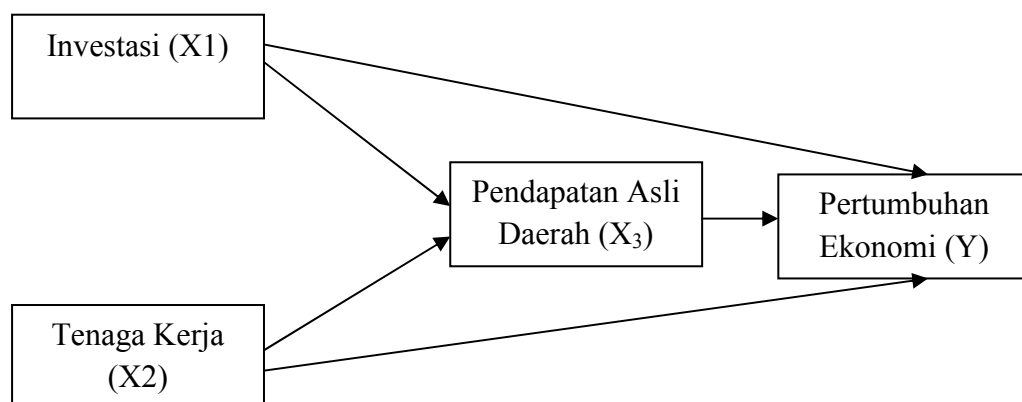 Investasi (X1)
Pendapatan Asli
Daerah (X₃)
Pertumbuhan
Ekonomi (Y)
Tenaga Kerja
(X2)